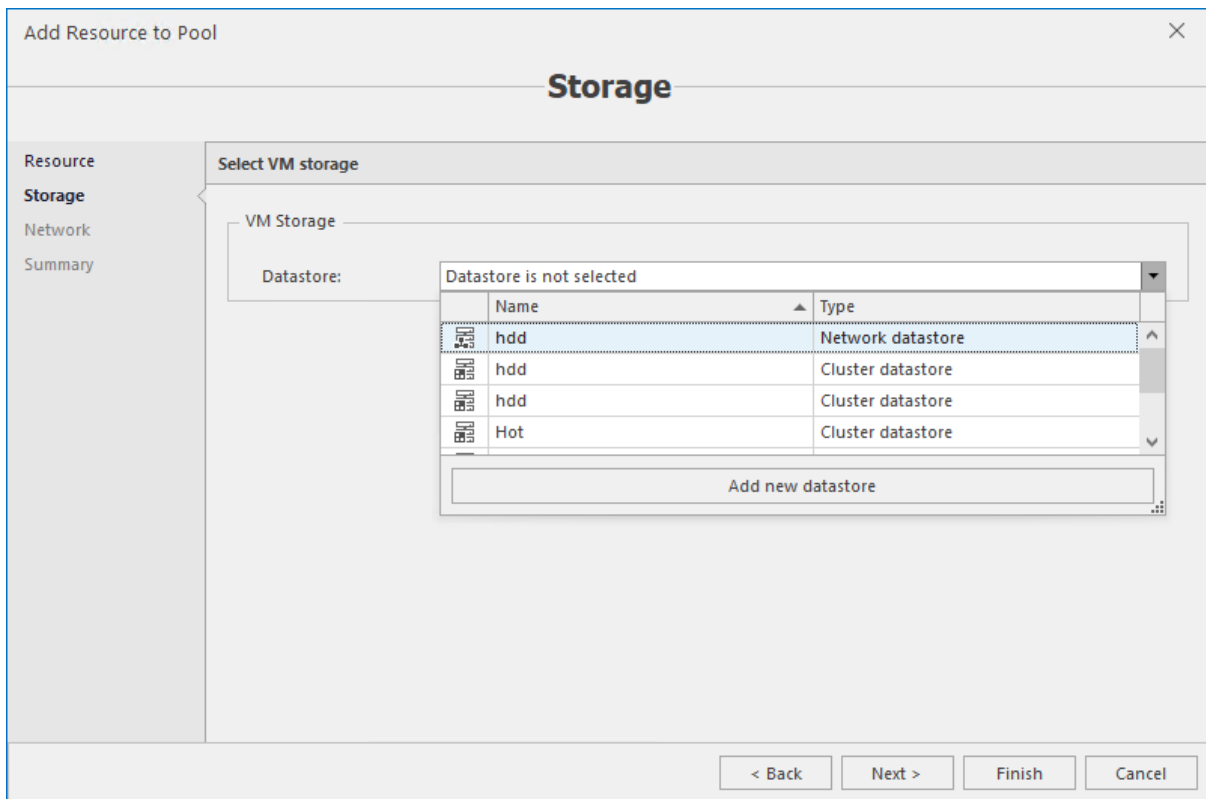 Add Resource to Pool
Storage
Resource
Storage
Network
Summary
Select VM storage
VM Storage
Datastore: Datastore is not selected
Name Type
hdd Network datastore
hdd Cluster datastore
hdd Cluster datastore
Hot Cluster datastore
Add new datastore
< Back Next > Finish Cancel